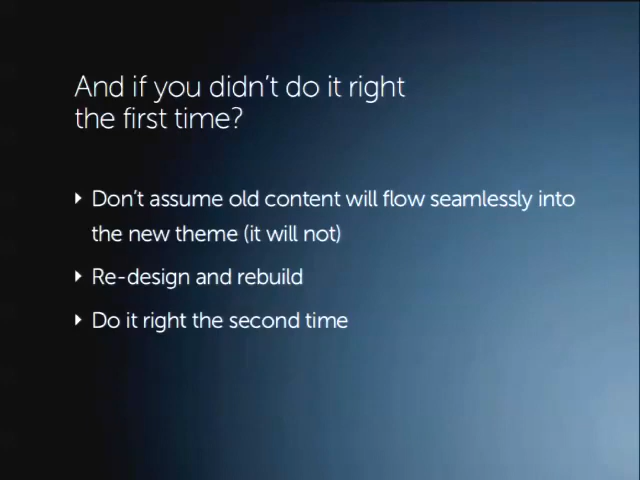 And if you didn't do it right
the first time?
Don't assume old content will flow seamlessly into
the new theme (it will not)
Re-design and rebuild
Do it right the second time